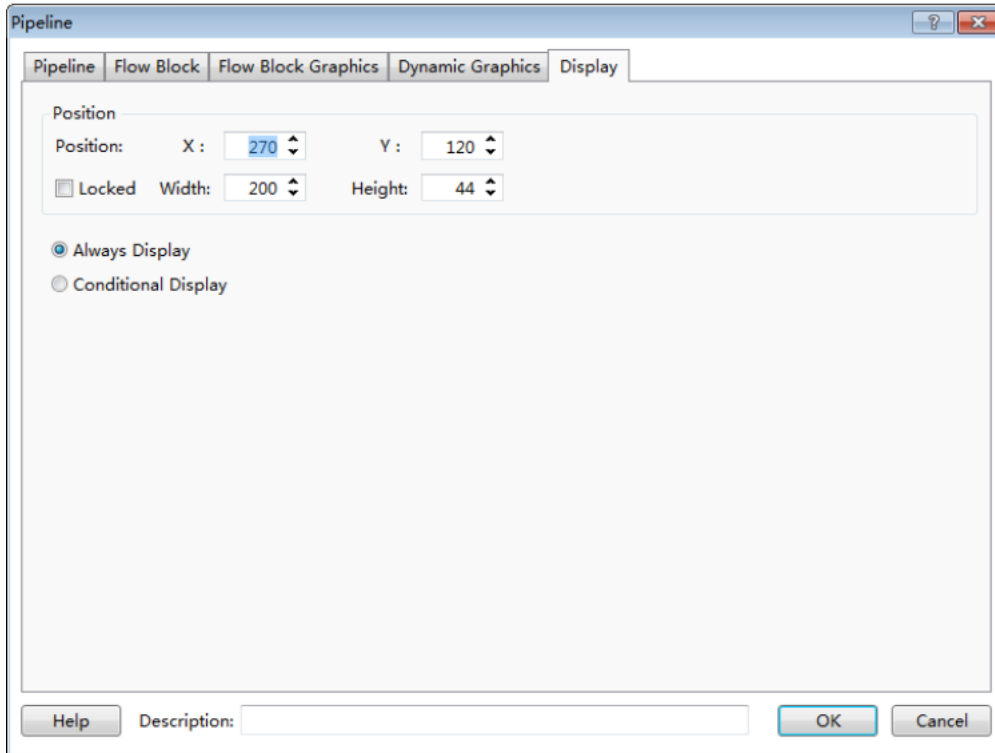 Pipeline
Pipeline Flow Block Flow Block Graphics Dynamic Graphics Display
Position
Position: X : 270 Y : 120
Locked Width: 200 Height: 44
Always Display
Conditional Display
Help Description: OK Cancel